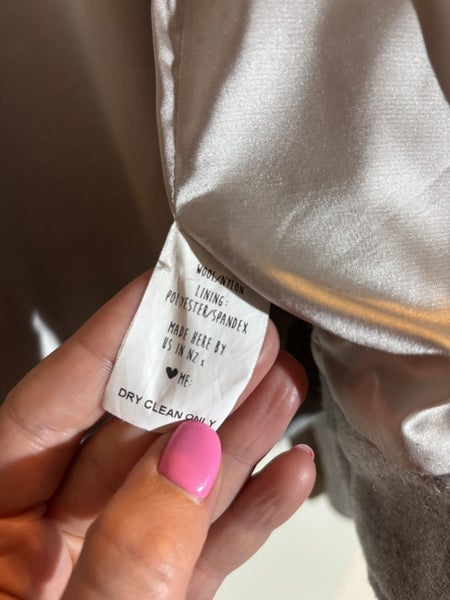 WOOL/NYLON
LINING:
POLYESTER/SPANDEX
MADE HERE BY
US IN NZ x
♥ ME:
DRY CLEAN ONLY